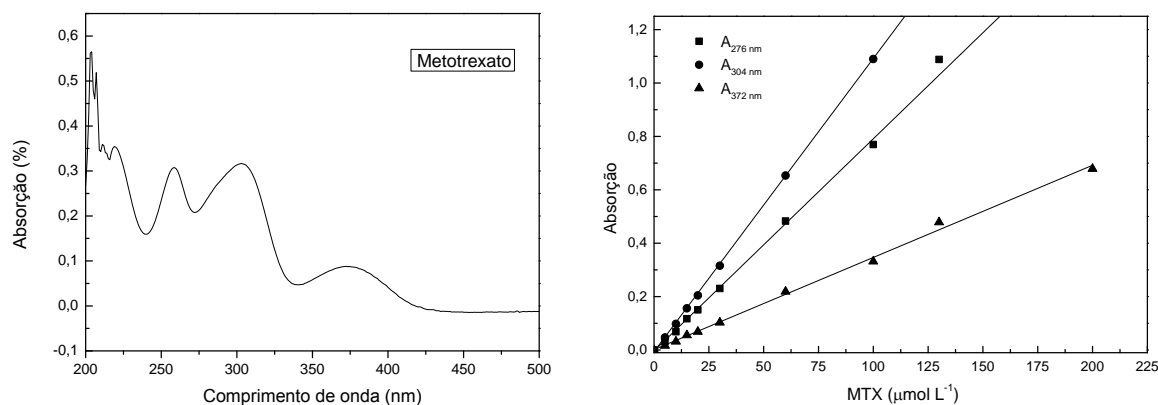 0,6
0,5
0,4
0,3
0,2
0,1
0,0
-0,1
Absorção (%)
Metotrexato
200 250 300 350 400 450 500
Comprimento de onda (nm)
1,2
1,0
0,8
0,6
0,4
0,2
0,0
Absorção
A276 nm
A304 nm
A372 nm
0 25 50 75 100 125 150 175 200 225
MTX (μmol L-1)